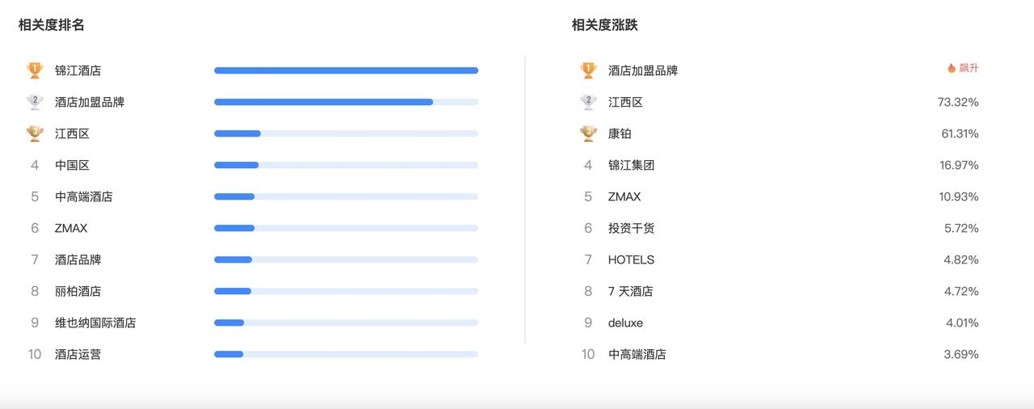 相关度排名
1 锦江酒店
2 酒店加盟品牌
3 江西区
4 中国区
5 中高端酒店
6 ZMAX
7 酒店品牌
8 丽柏酒店
9 维也纳国际酒店
10 酒店运营
相关度涨跌
1 酒店加盟品牌 飙升
2 江西区 73.32%
3 康铂 61.31%
4 锦江集团 16.97%
5 ZMAX 10.93%
6 投资干货 5.72%
7 HOTELS 4.82%
8 7 天酒店 4.72%
9 deluxe 4.01%
10 中高端酒店 3.69%